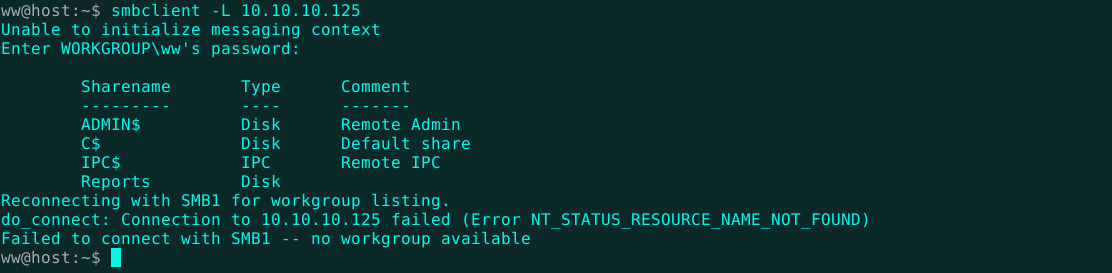 ww@host:~$ smbclient -L 10.10.10.125
Unable to initialize messaging context
Enter WORKGROUP\ww's password:
Sharename Type Comment
--------- ---- -------
ADMIN$ Disk Remote Admin
C$ Disk Default share
IPC$ IPC Remote IPC
Reports Disk
Reconnecting with SMB1 for workgroup listing.
do_connect: Connection to 10.10.10.125 failed (Error NT_STATUS_RESOURCE_NAME_NOT_FOUND)
Failed to connect with SMB1 -- no workgroup available
ww@host:~$